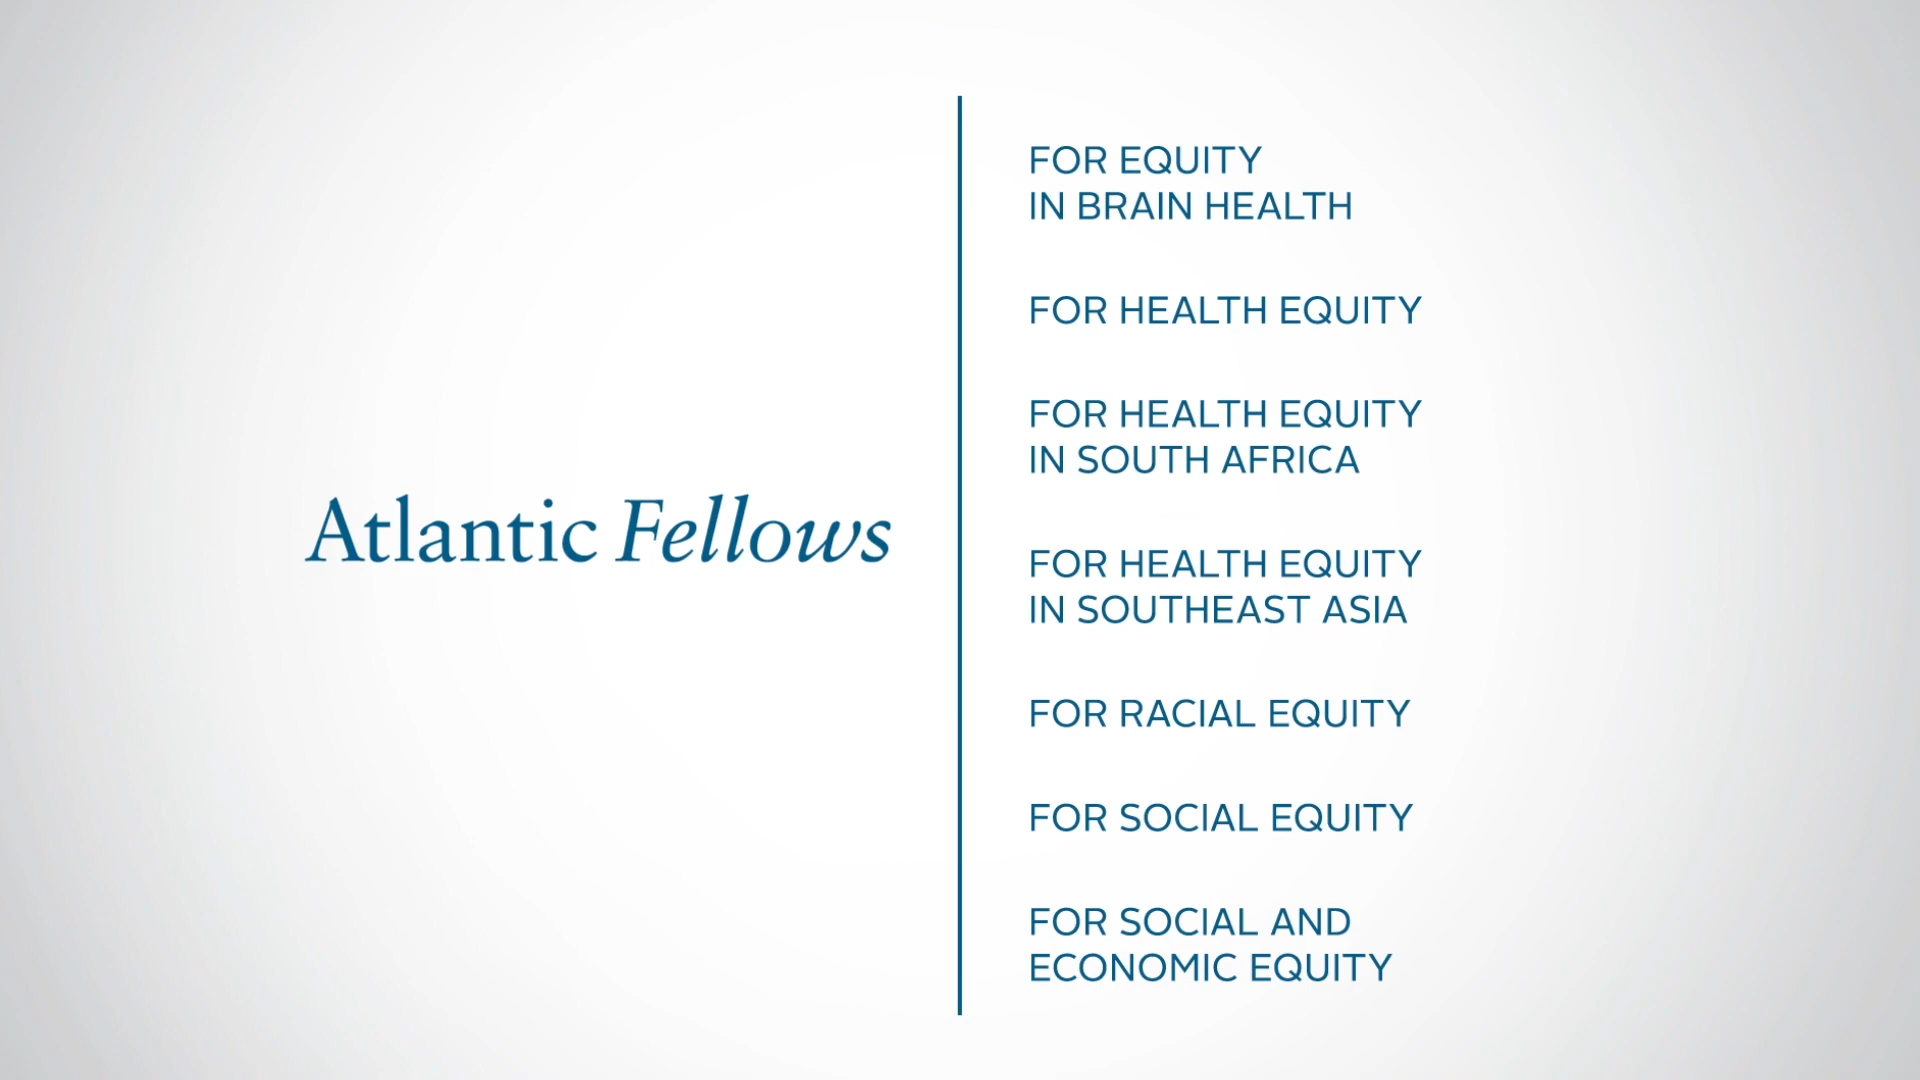 Atlantic Fellows
FOR EQUITY
IN BRAIN HEALTH
FOR HEALTH EQUITY
FOR HEALTH EQUITY
IN SOUTH AFRICA
FOR HEALTH EQUITY
IN SOUTHEAST ASIA
FOR RACIAL EQUITY
FOR SOCIAL EQUITY
FOR SOCIAL AND
ECONOMIC EQUITY